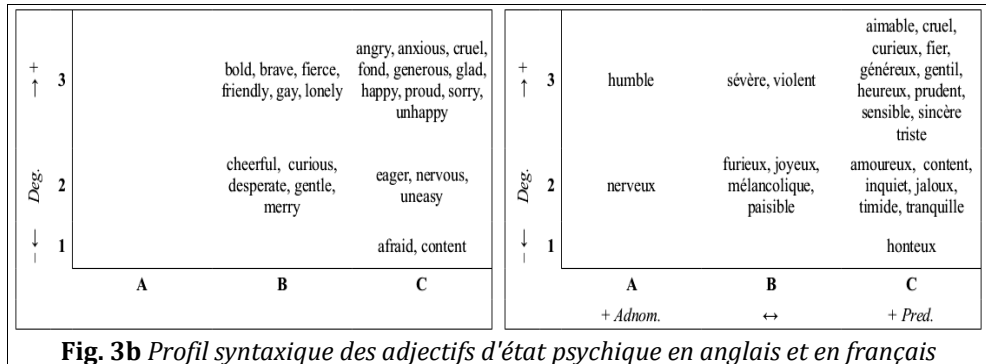 angry, anxious, cruel,
bold, brave, fierce, fond, generous, glad,
friendly, gay, lonely happy, proud, sorry,
unhappy
cheerful, curious,
desperate, gentle, eager, nervous,
merry uneasy
afraid, content
+
3
Deg. 2
–
1
A B C
aimable, cruel,
curieux, fier,
généreux, gentil,
humble sévère, violent heureux, prudent,
sensible, sincère
triste
furieux, joyeux, amoureux, content,
nerveux mélancolique, inquiet, jaloux,
paisible timide, tranquille
honteux
+
3
Deg. 2
–
1
A B C
+ Adnom. ↔ + Pred.
Fig. 3b Profil syntaxique des adjectifs d'état psychique en anglais et en français